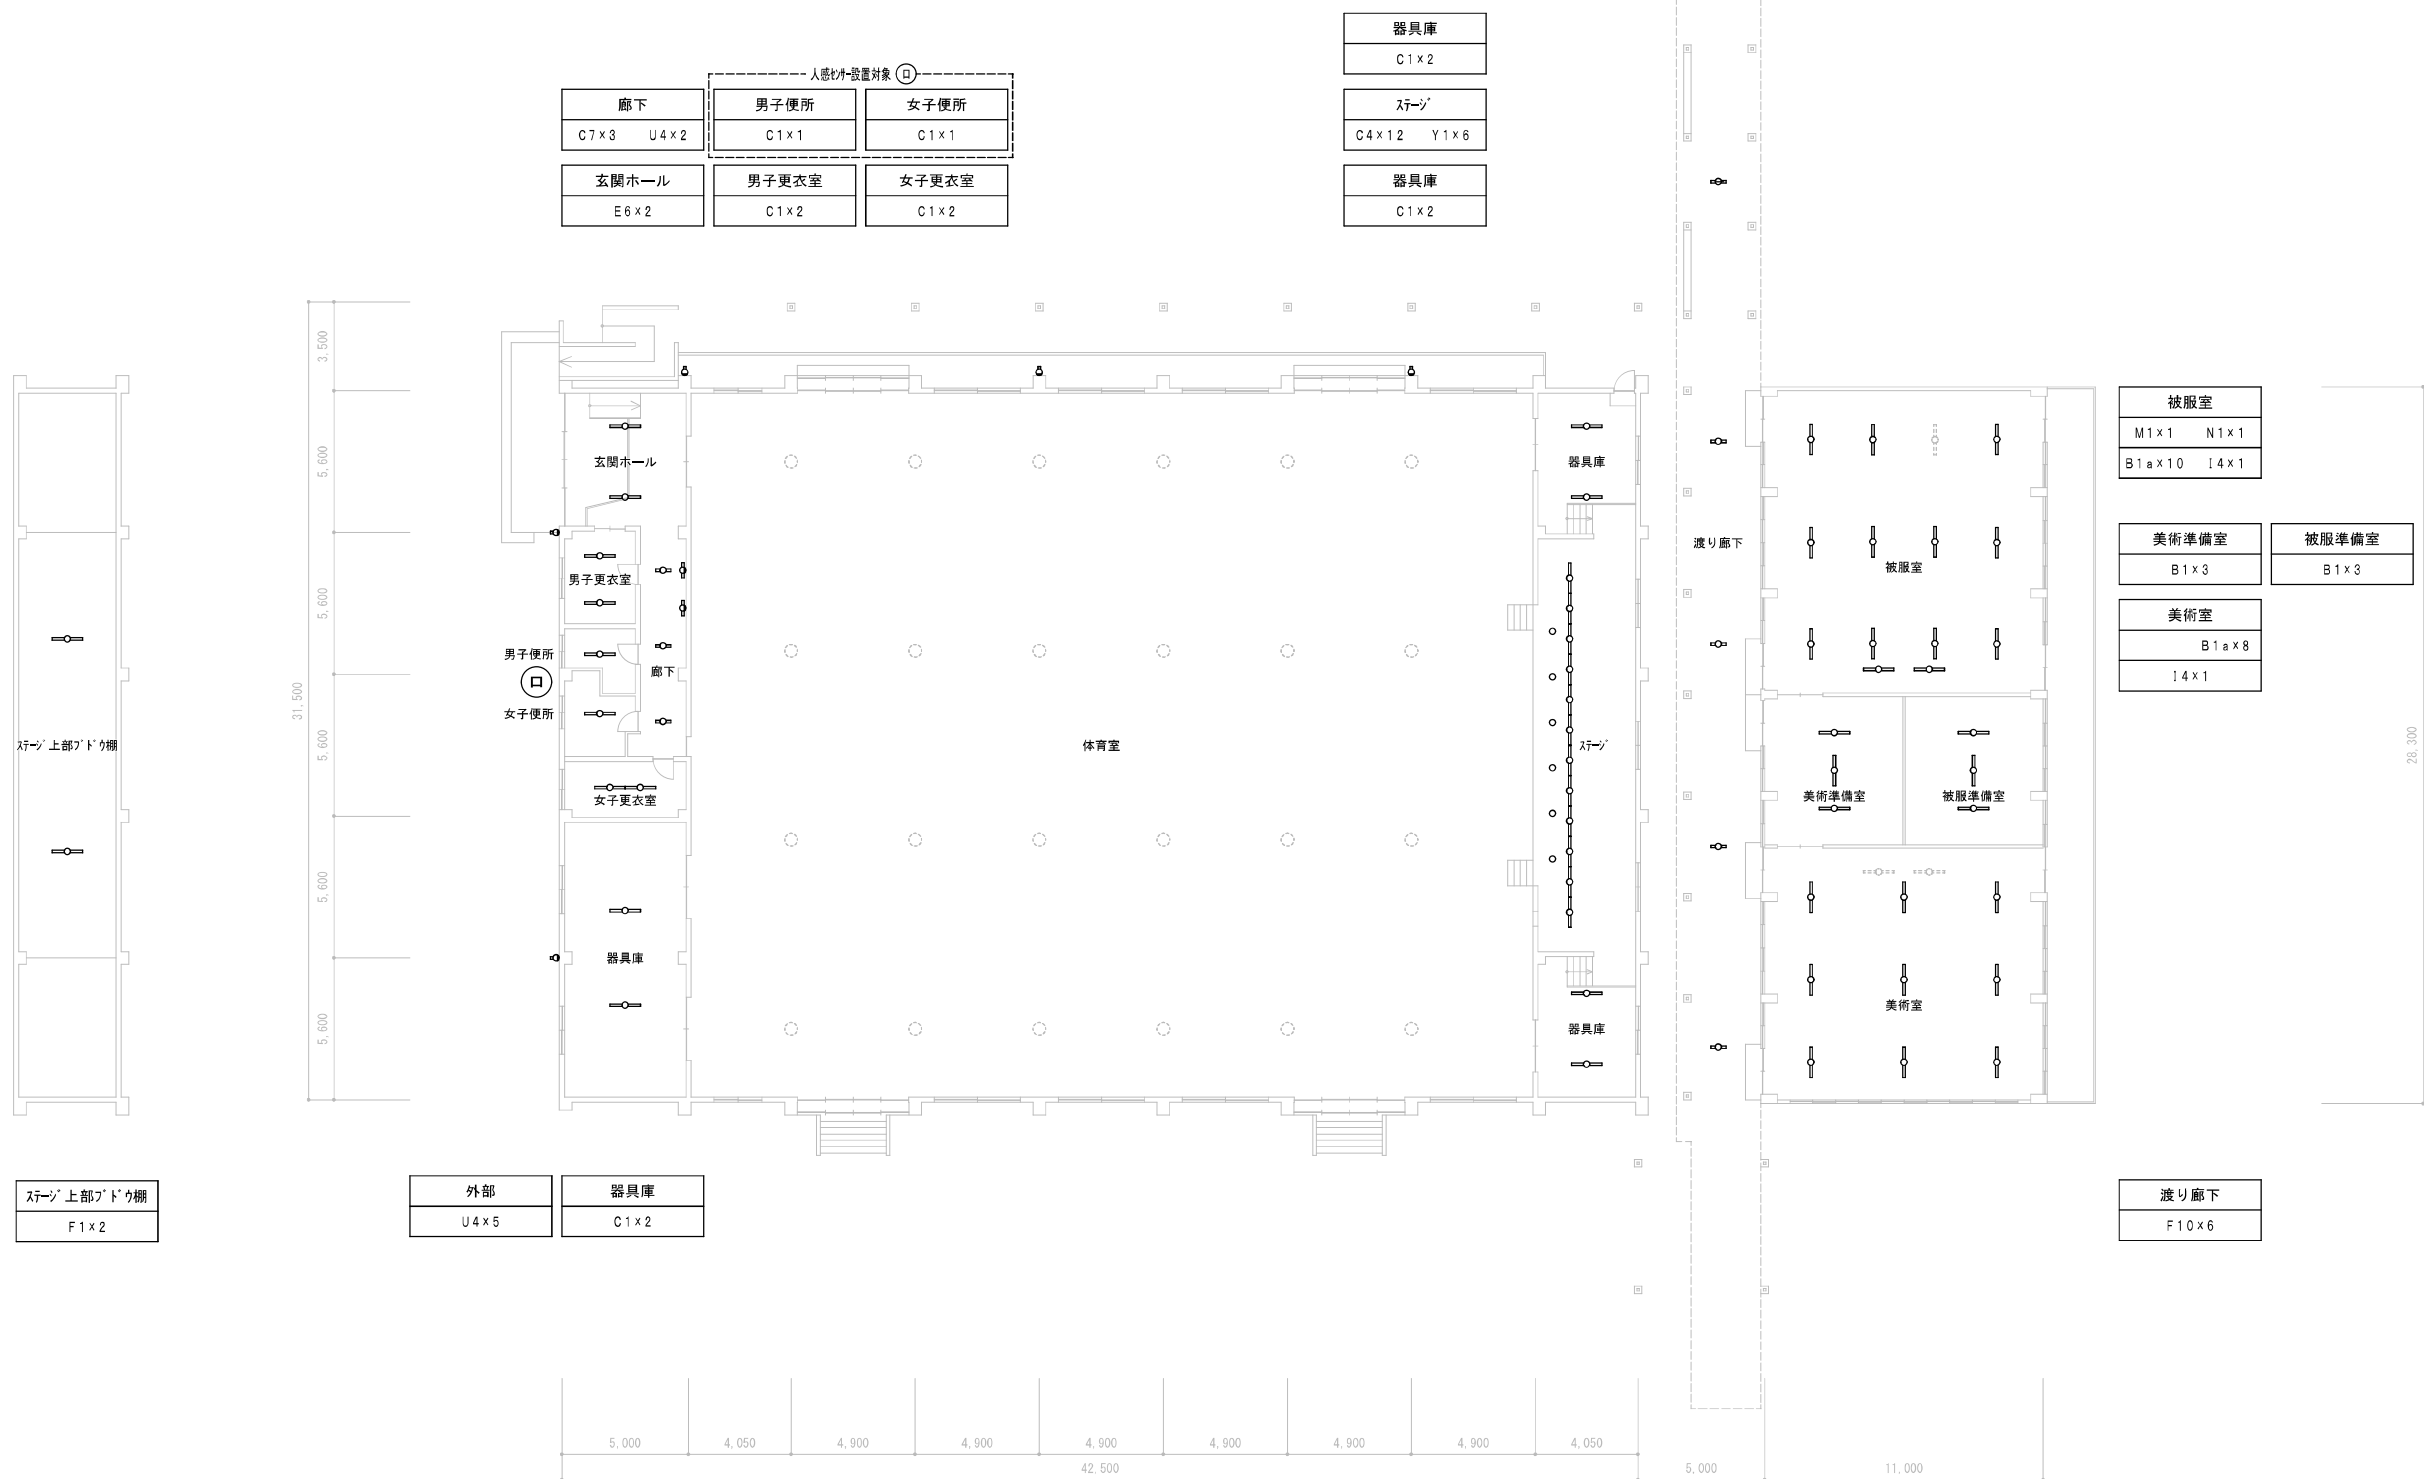 器具庫
C1×2
人感ｾﾝｻｰ設置対象 ロ
廊下
C7×3 U4×2
男子便所
C1×1
女子便所
C1×1
ｽﾃｰｼﾞ
C4×12 Y1×6
玄関ホール
E6×2
男子更衣室
C1×2
女子更衣室
C1×2
器具庫
C1×2
3,500
5,600
5,600
5,600
5,600
5,600
31,500
ｽﾃｰｼﾞ上部ﾌﾞﾄﾞｳ棚
玄関ホール
男子更衣室
男子便所
ロ
女子便所
廊下
女子更衣室
器具庫
体育室
器具庫
ｽﾃｰｼﾞ
器具庫
渡り廊下
被服室
美術準備室
被服準備室
美術室
被服室
M1×1 N1×1
B1a×10 I4×1
美術準備室
B1×3
被服準備室
B1×3
美術室
B1a×8
I4×1
28,300
ｽﾃｰｼﾞ上部ﾌﾞﾄﾞｳ棚
F1×2
外部
U4×5
器具庫
C1×2
渡り廊下
F10×6
5,000 4,050 4,900 4,900 4,900 4,900 4,900 4,900 4,050
42,500 5,000 11,000